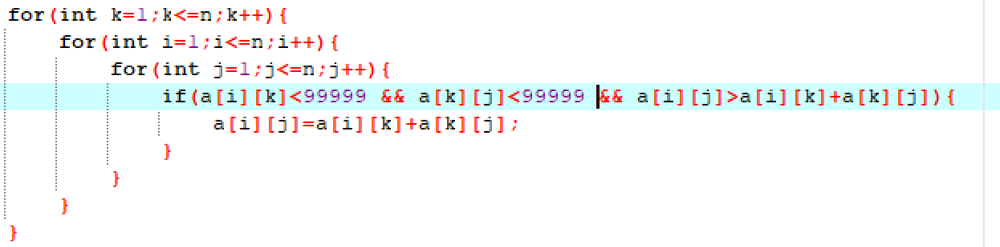 for(int k=1;k<=n;k++){
for(int i=1;i<=n;i++){
for(int j=1;j<=n;j++){
if(a[i][k]<99999 && a[k][j]<99999 && a[i][j]>a[i][k]+a[k][j]){
a[i][j]=a[i][k]+a[k][j];
}
}
}
}